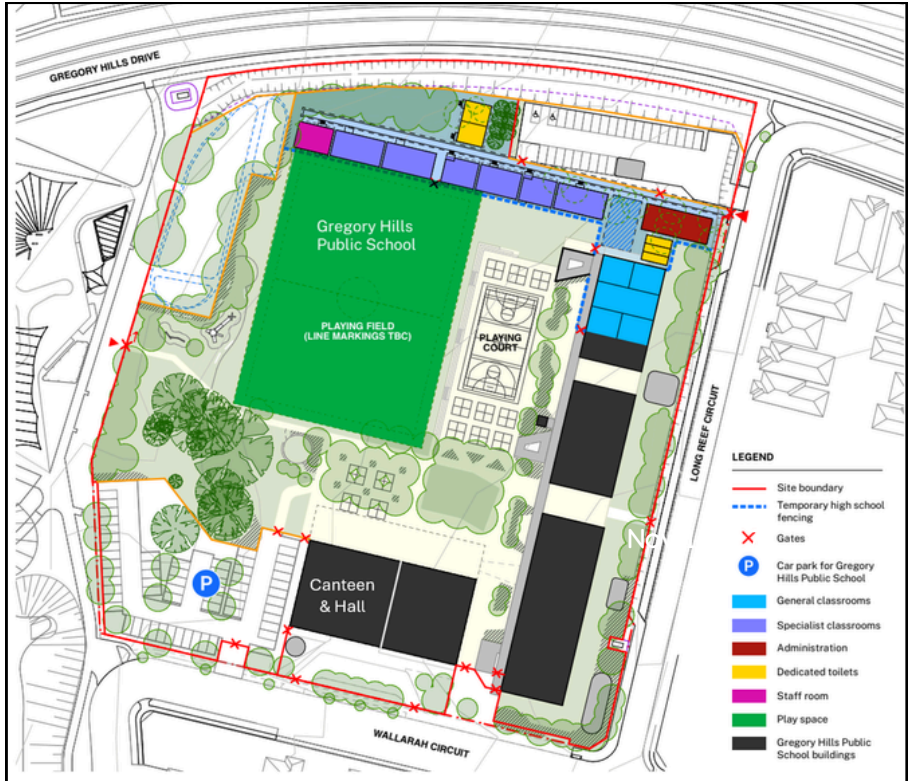 GREGORY HILLS DRIVE
Gregory Hills
Public School
PLAYING FIELD
(LINE MARKINGS TBC)
PLAYING
COURT
LONG REEF CIRCUIT
Canteen
& Hall
P
WALLARAH CIRCUIT
LEGEND
Site boundary
Temporary high school
fencing
Gates
P
Car park for Gregory
Hills Public School
General classrooms
Specialist classrooms
Administration
Dedicated toilets
Staff room
Play space
Gregory Hills Public
School buildings